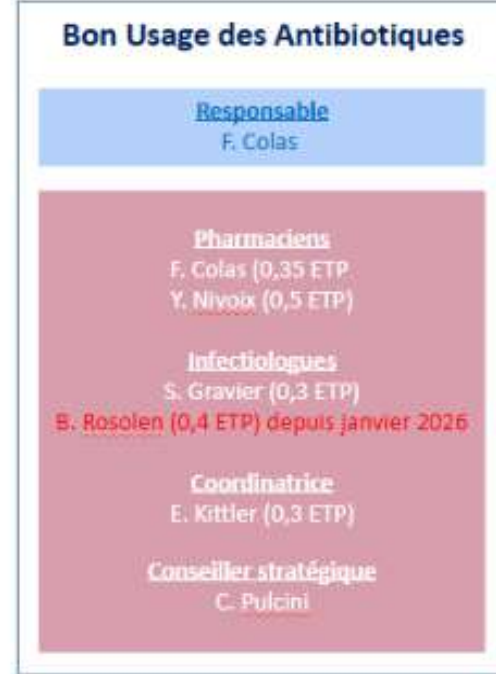 Bon Usage des Antibiotiques
Responsable
F. Colas
Pharmaciens
F. Colas (0,35 ETP
Y. Nivoix (0,5 ETP)
Infectiologues
S. Gravier (0,3 ETP)
B. Rosolen (0,4 ETP) depuis janvier 2026
Coordinatrice
E. Kittler (0,3 ETP)
Conseiller stratégique
C. Pulcini